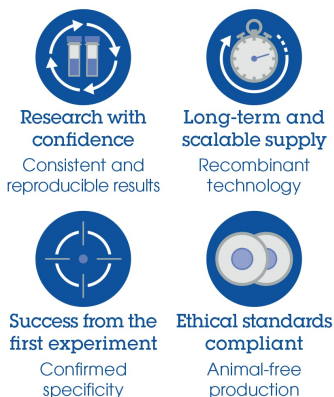 Research with
confidence
Consistent and
reproducible results
Long-term and
scalable supply
Recombinant
technology
Success from the
first experiment
Confirmed
specificity
Ethical standards
compliant
Animal-free
production